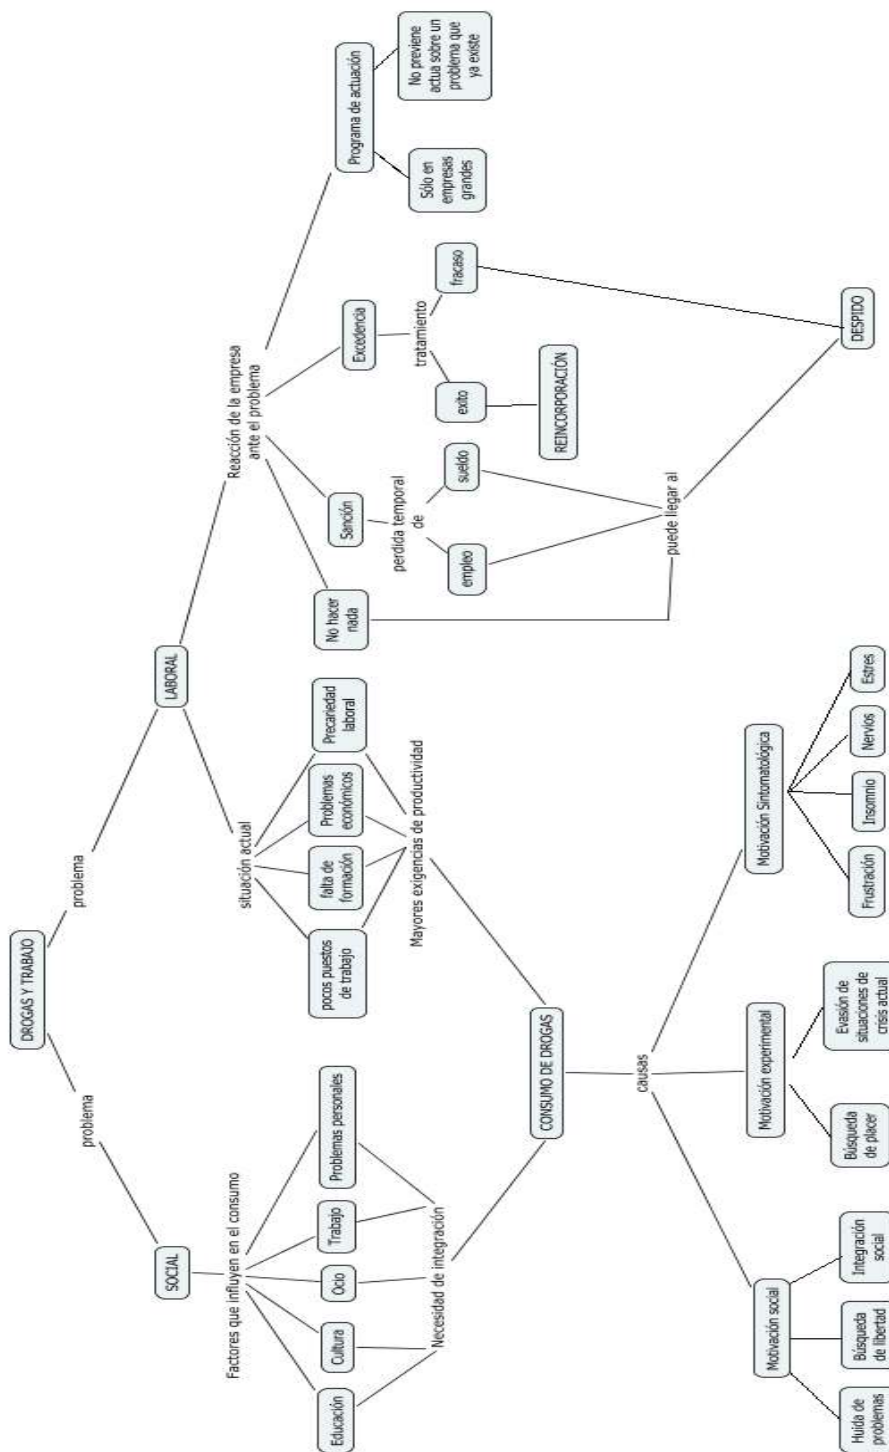 DROGAS Y TRABAJO
problema
problema
SOCIAL
LABORAL
Factores que influyen en el consumo
situación actual
Reacción de la empresa
ante el problema
Educación
Cultura
Ocio
Trabajo
Problemas personales
pocos puestos
de trabajo
falta de
formación
Problemas
económicos
Precariedad
laboral
No hacer
nada
Sanción
Excedencia
Programa de actuación
Necesidad de integración
Mayores exigencias de productividad
perdida temporal
de
tratamiento
Sólo en
empresas
grandes
No previene
actua sobre un
problema que
ya existe
empleo
sueldo
exito
fracaso
REINCORPORACIÓN
CONSUMO DE DROGAS
puede llegar al
causas
DESPIDO
Motivación social
Motivación experimental
Motivación Sintomatológica
Huida de
problemas
Búsqueda
de libertad
Integración
social
Búsqueda
de placer
Evasión de
situaciones de
crisis actual
Frustración
Insomnio
Nervios
Estres